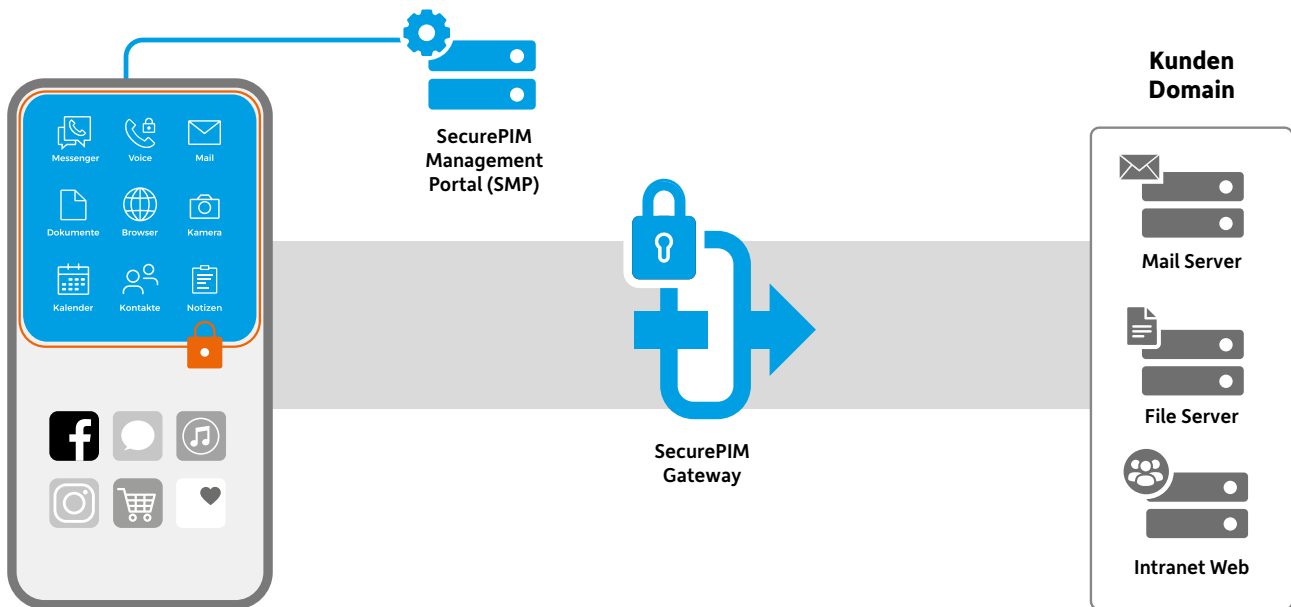 Messenger
Voice
Mail
Dokumente
Browser
Kamera
Kalender
Kontakte
Notizen
SecurePIM
Management
Portal (SMP)
SecurePIM
Gateway
Kunden
Domain
Mail Server
File Server
Intranet Web